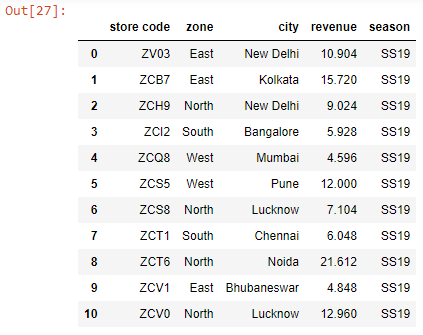 Out[27]:
store code zone city revenue season
0 ZV03 East New Delhi 10.904 SS19
1 ZCB7 East Kolkata 15.720 SS19
2 ZCH9 North New Delhi 9.024 SS19
3 ZCI2 South Bangalore 5.928 SS19
4 ZCQ8 West Mumbai 4.596 SS19
5 ZCS5 West Pune 12.000 SS19
6 ZCS8 North Lucknow 7.104 SS19
7 ZCT1 South Chennai 6.048 SS19
8 ZCT6 North Noida 21.612 SS19
9 ZCV1 East Bhubaneswar 4.848 SS19
10 ZCV0 North Lucknow 12.960 SS19